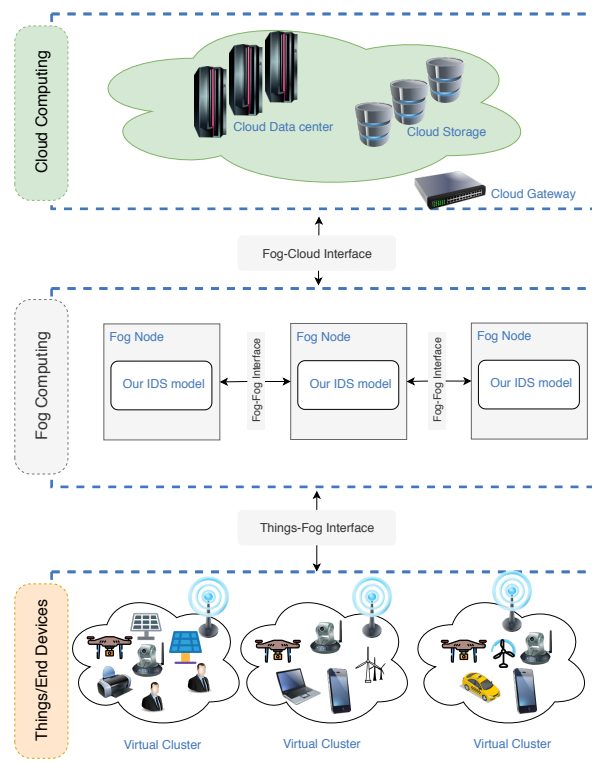 Cloud Computing
Cloud Data center
Cloud Storage
Cloud Gateway
Fog-Cloud Interface
Fog Computing
Fog Node
Our IDS model
Fog-Fog Interface
Fog Node
Our IDS model
Fog-Fog Interface
Fog Node
Our IDS model
Things-Fog Interface
Things/End Devices
Virtual Cluster
Virtual Cluster
Virtual Cluster